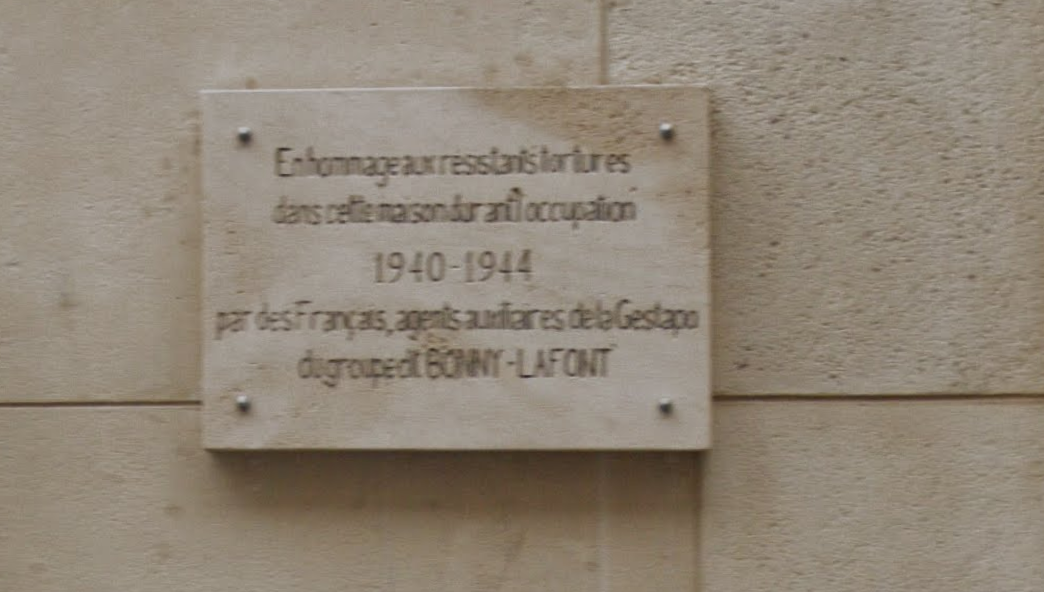 En hommage aux résistants torturés
dans cette maison durant l'occupation
1940-1944
par des Français, agents auxiliaires de la Gestapo
du groupe dit BONNY-LAFONT